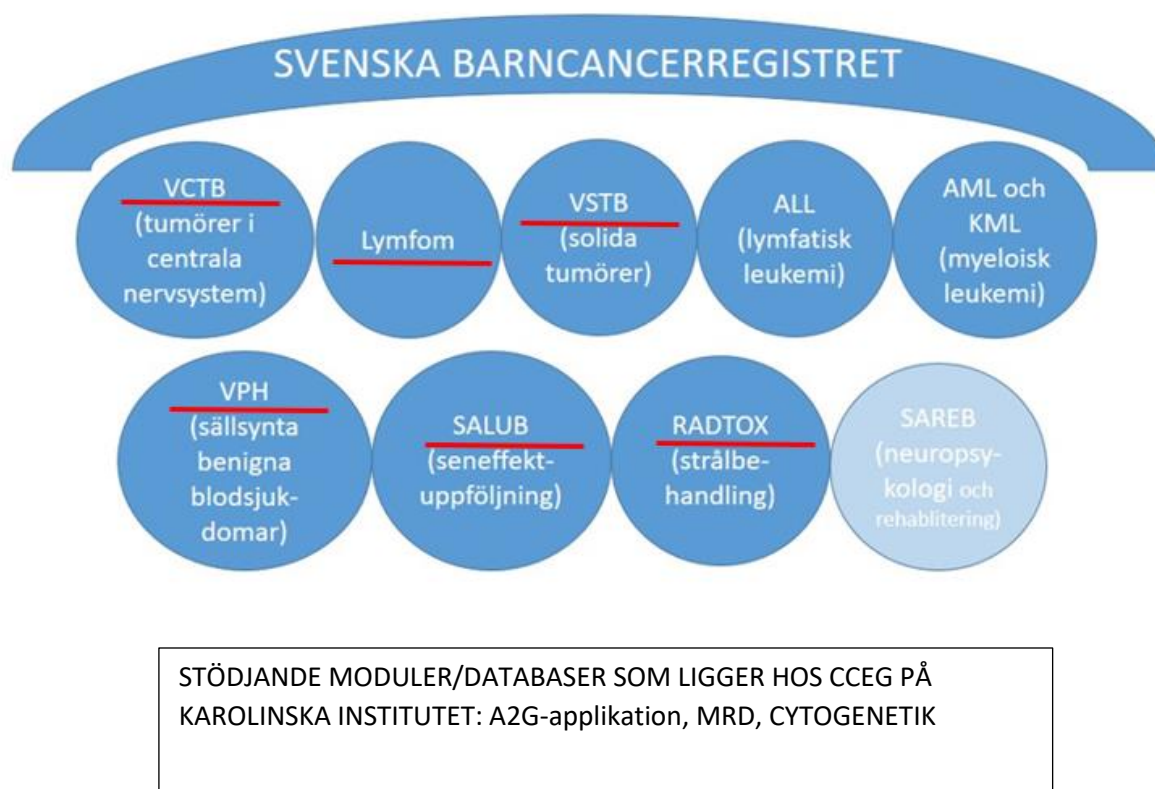 SVENSKA BARNCANCERREGISTRET
VCTB
(tumörer i
centrala
nervsystem)
Lymfom
VSTB
(solida
tumörer)
ALL
(lymfatisk
leukemi)
AML och
KML
(myeloisk
leukemi)
VPH
(sällsynta
benigna
blodsjuk-
domar)
SALUB
(seneffekt-
uppföljning)
RADTOX
(strålbe-
handling)
SAREB
(neuropsy-
kologi och
rehablitering)
STÖDJANDE MODULER/DATABASER SOM LIGGER HOS CCEG PÅ
KAROLINSKA INSTITUTET: A2G-applikation, MRD, CYTOGENETIK